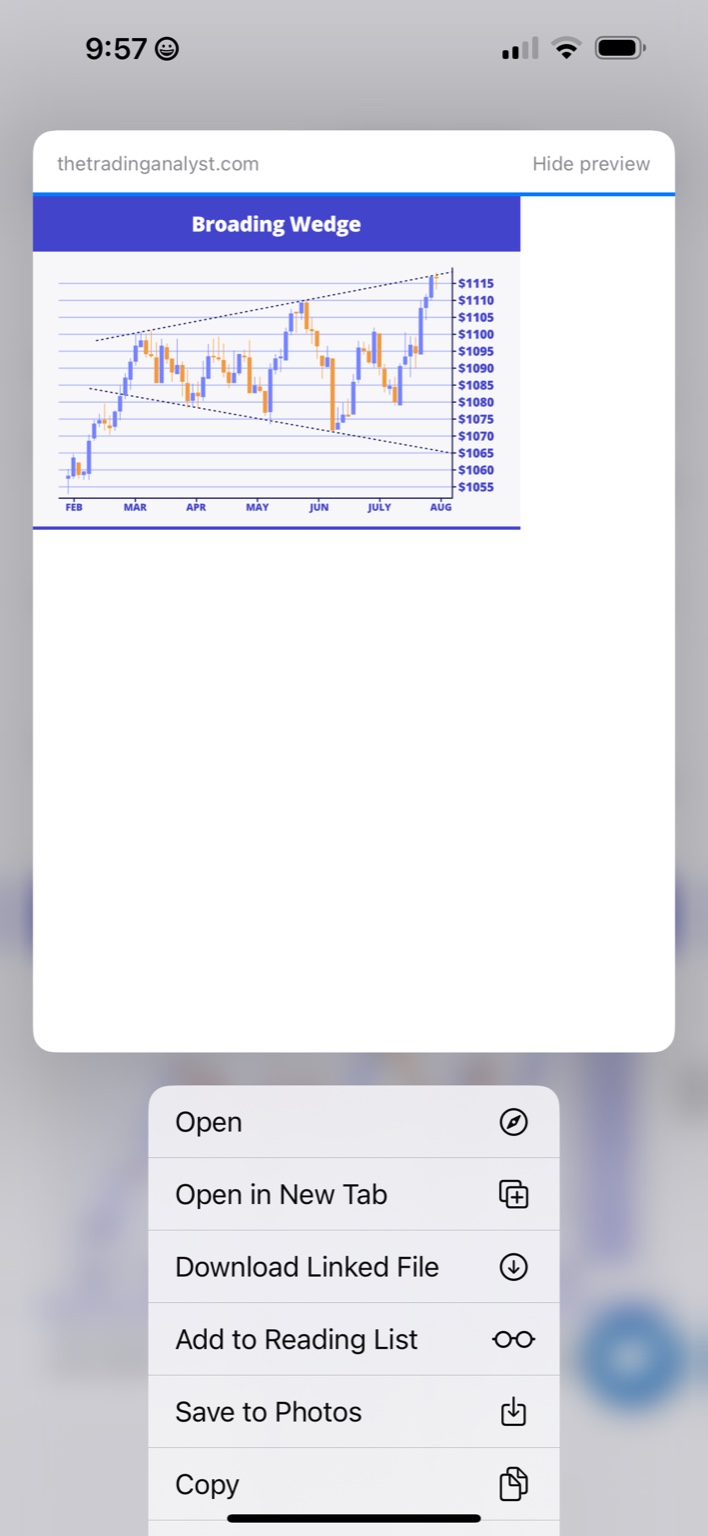 9:57
thetradinganalyst.com Hide preview
Broading Wedge
$1115
$1110
$1105
$1100
$1095
$1090
$1085
$1080
$1075
$1070
$1065
$1060
$1055
FEB MAR APR MAY JUN JULY AUG
Open
Open in New Tab
Download Linked File
Add to Reading List
Save to Photos
Copy